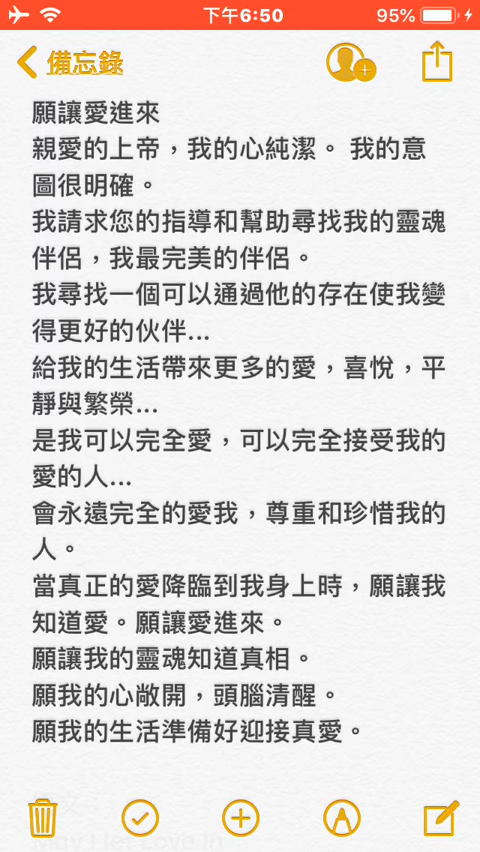 下午6:50
95%
備忘錄
願讓愛進來
親愛的上帝，我的心純潔。 我的意
圖很明確。
我請求您的指導和幫助尋找我的靈魂
伴侶，我最完美的伴侶。
我尋找一個可以通過他的存在使我變
得更好的伙伴...
給我的生活帶來更多的愛，喜悅，平
靜與繁榮...
是我可以完全愛，可以完全接受我的
愛的人...
會永遠完全的愛我，尊重和珍惜我的
人。
當真正的愛降臨到我身上時，願讓我
知道愛。願讓愛進來。
願讓我的靈魂知道真相。
願我的心敞開，頭腦清醒。
願我的生活準備好迎接真愛。
May I let Love In